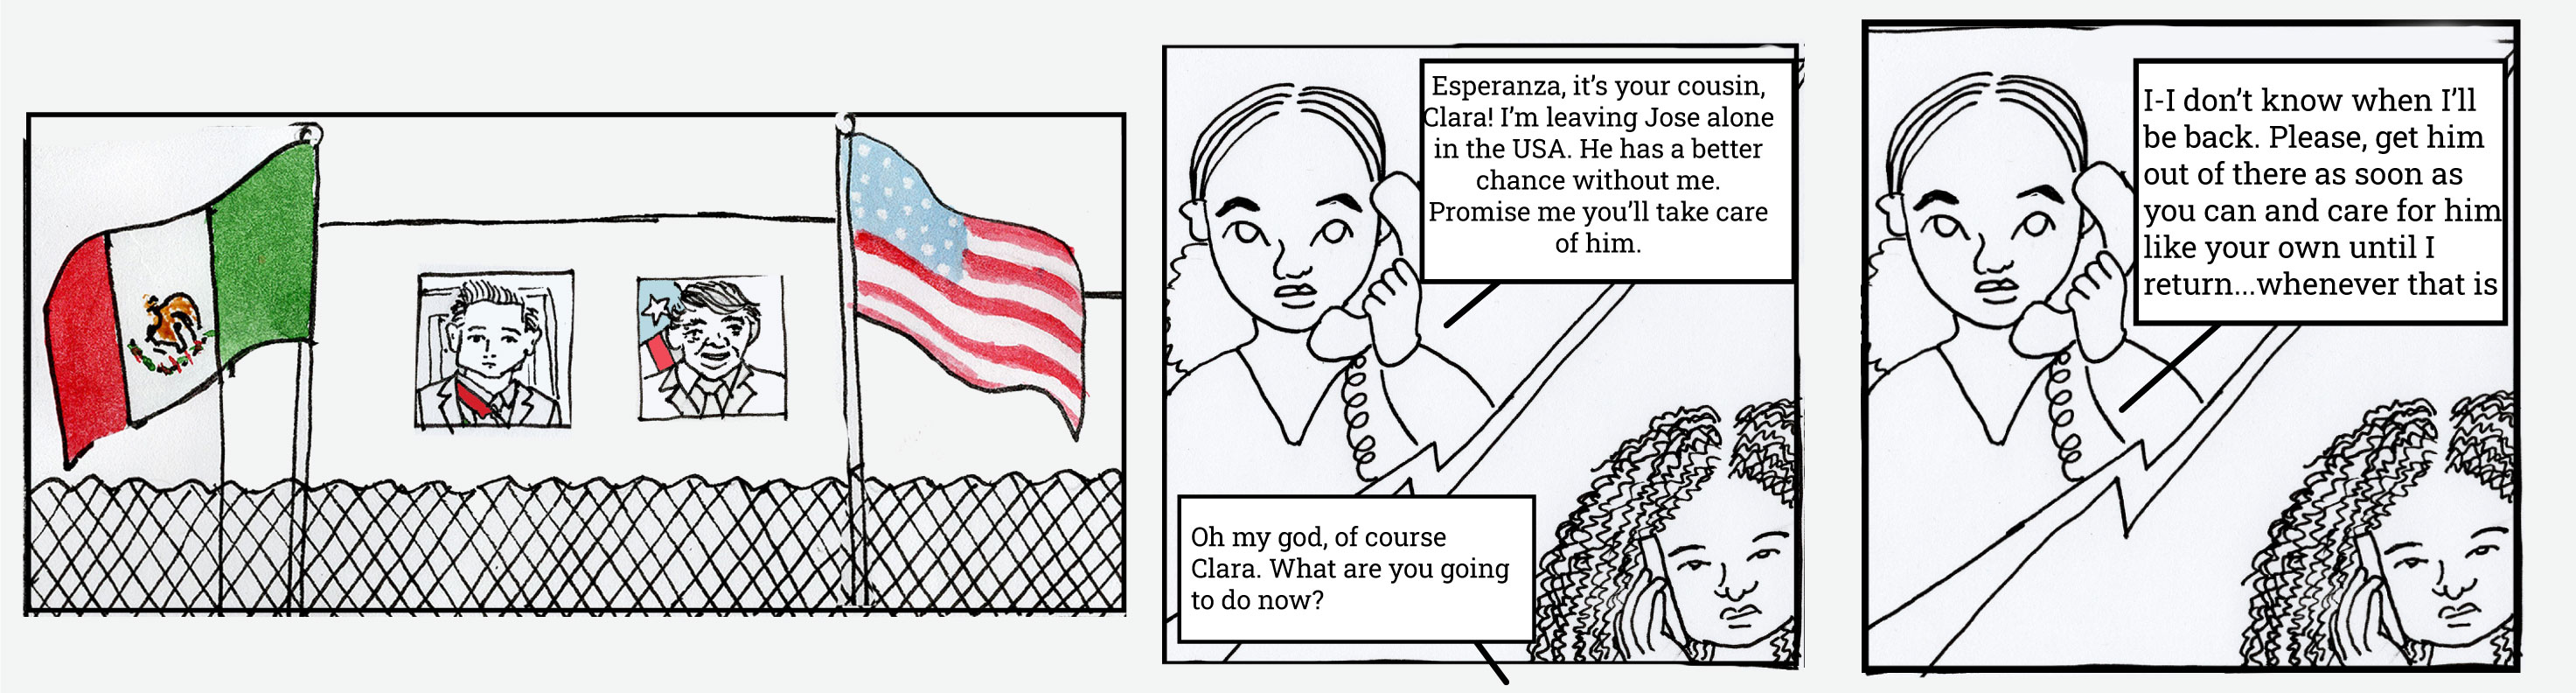 Esperanza, it’s your cousin,
Clara! I’m leaving Jose alone
in the USA. He has a better
chance without me.
Promise me you’ll take care
of him.
Oh my god, of course
Clara. What are you going
to do now?
I-I don’t know when I’ll
be back. Please, get him
out of there as soon as
you can and care for him
like your own until I
return...whenever that is